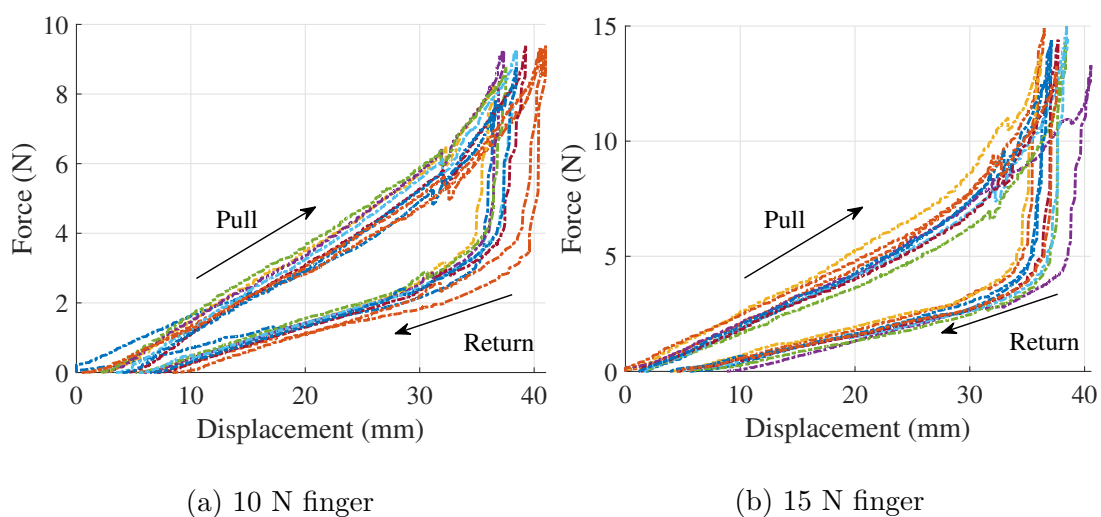 10
8
6
4
2
0
Force (N)
Pull
Return
0 10 20 30 40
Displacement (mm)
(a) 10 N finger
15
10
5
0
Force (N)
Pull
Return
0 10 20 30 40
Displacement (mm)
(b) 15 N finger